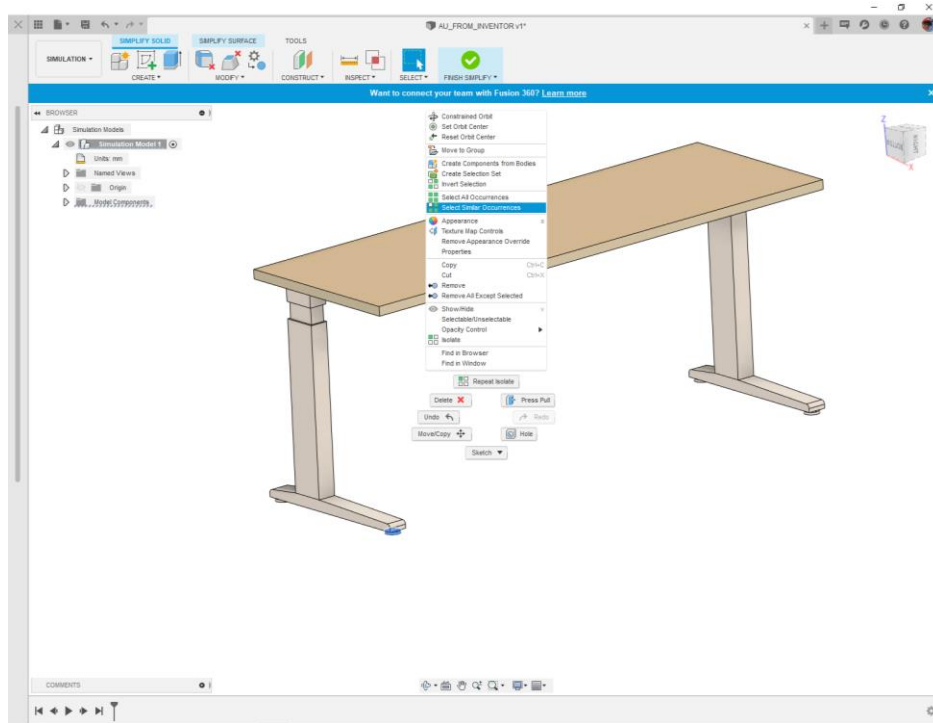 AU_FROM_INVENTOR v1*
SIMULATION
SIMPLIFY SOLID
SIMPLIFY SURFACE
TOOLS
CREATE
MODIFY
CONSTRUCT
INSPECT
SELECT
FINISH SIMPLIFY
Want to connect your team with Fusion 360? Learn more
BROWSER
Simulation Models
Simulation Model 1
Units: mm
Named Views
Origin
Model Components
Constrained Orbit
Set Orbit Center
Reset Orbit Center
Move to Group
Create Components from Bodies
Create Selection Set
Invert Selection
Select All Occurrences
Select Similar Occurrences
Appearance
Texture Map Controls
Remove Appearance Override
Properties
Copy Ctrl+C
Cut Ctrl+X
Remove
Remove All Except Selected
Show/Hide
Selectable/Unselectable
Opacity Control
Isolate
Find in Browser
Find in Window
Repeat Isolate
Delete
Press Pull
Undo
Redo
Move/Copy
Hole
Sketch
Z
RIGHT
X
COMMENTS